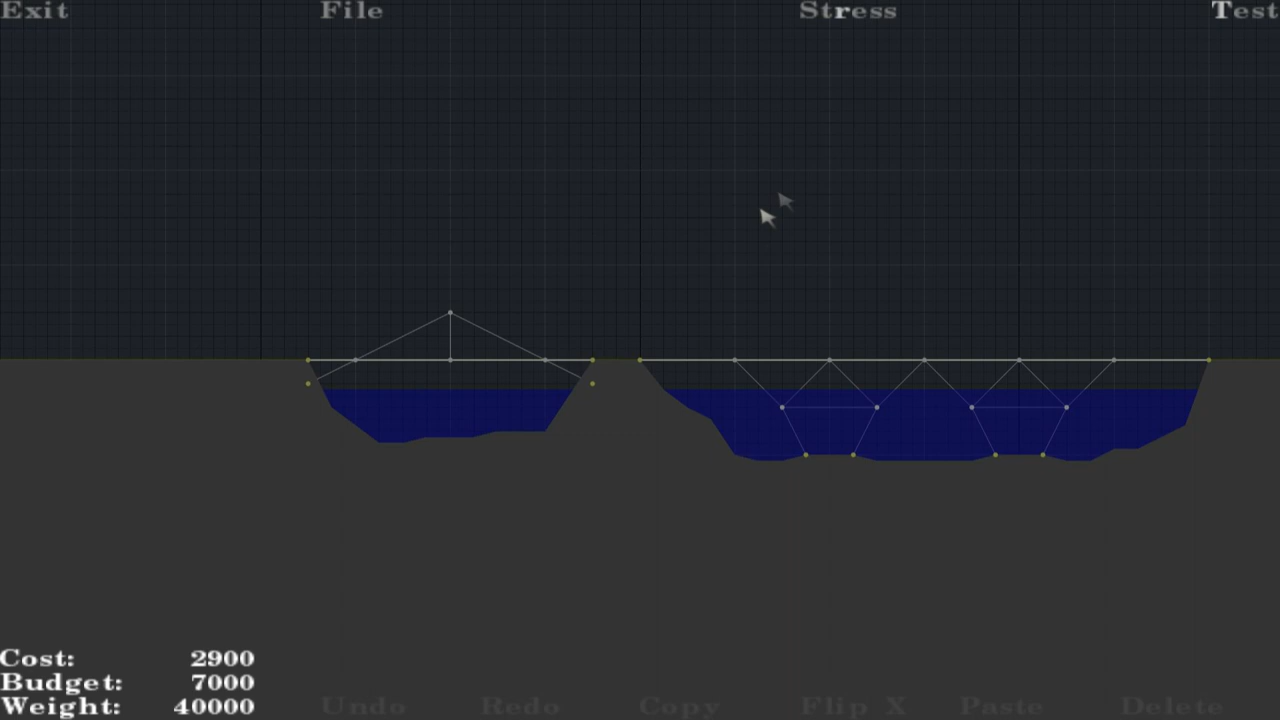 Exit File Stress Test
Cost: 2900
Budget: 7000
Weight: 40000
Undo Redo Copy Flip X Paste Delete